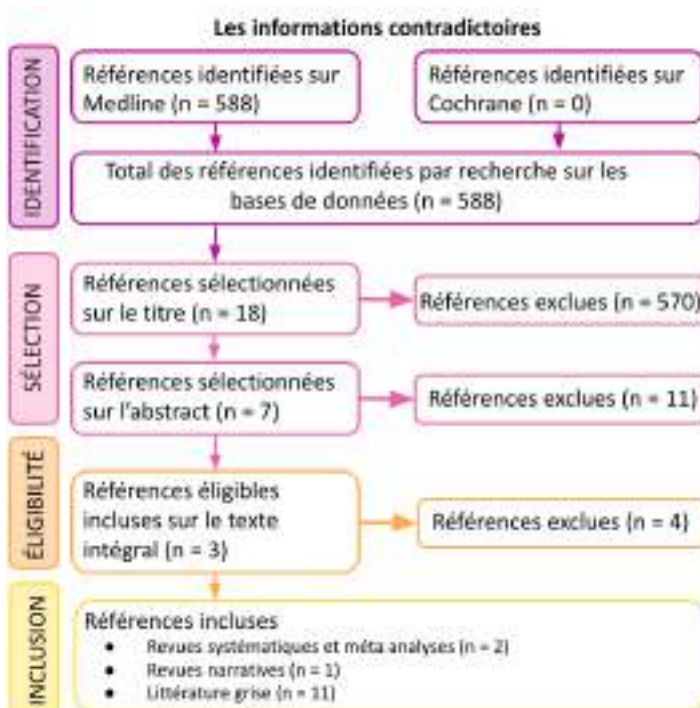 Les informations contradictoires
IDENTIFICATION
Références identifiées sur
Medline (n = 588)
Références identifiées sur
Cochrane (n = 0)
Total des références identifiées par recherche sur les
bases de données (n = 588)
SÉLECTION
Références sélectionnées
sur le titre (n = 18)
Références exclues (n = 570)
Références sélectionnées
sur l'abstract (n = 7)
Références exclues (n = 11)
ÉLIGIBILITÉ
Références éligibles
incluses sur le texte
intégral (n = 3)
Références exclues (n = 4)
INCLUSION
Références incluses
● Revues systématiques et méta analyses (n = 2)
● Revues narratives (n = 1)
● Littérature grise (n = 11)